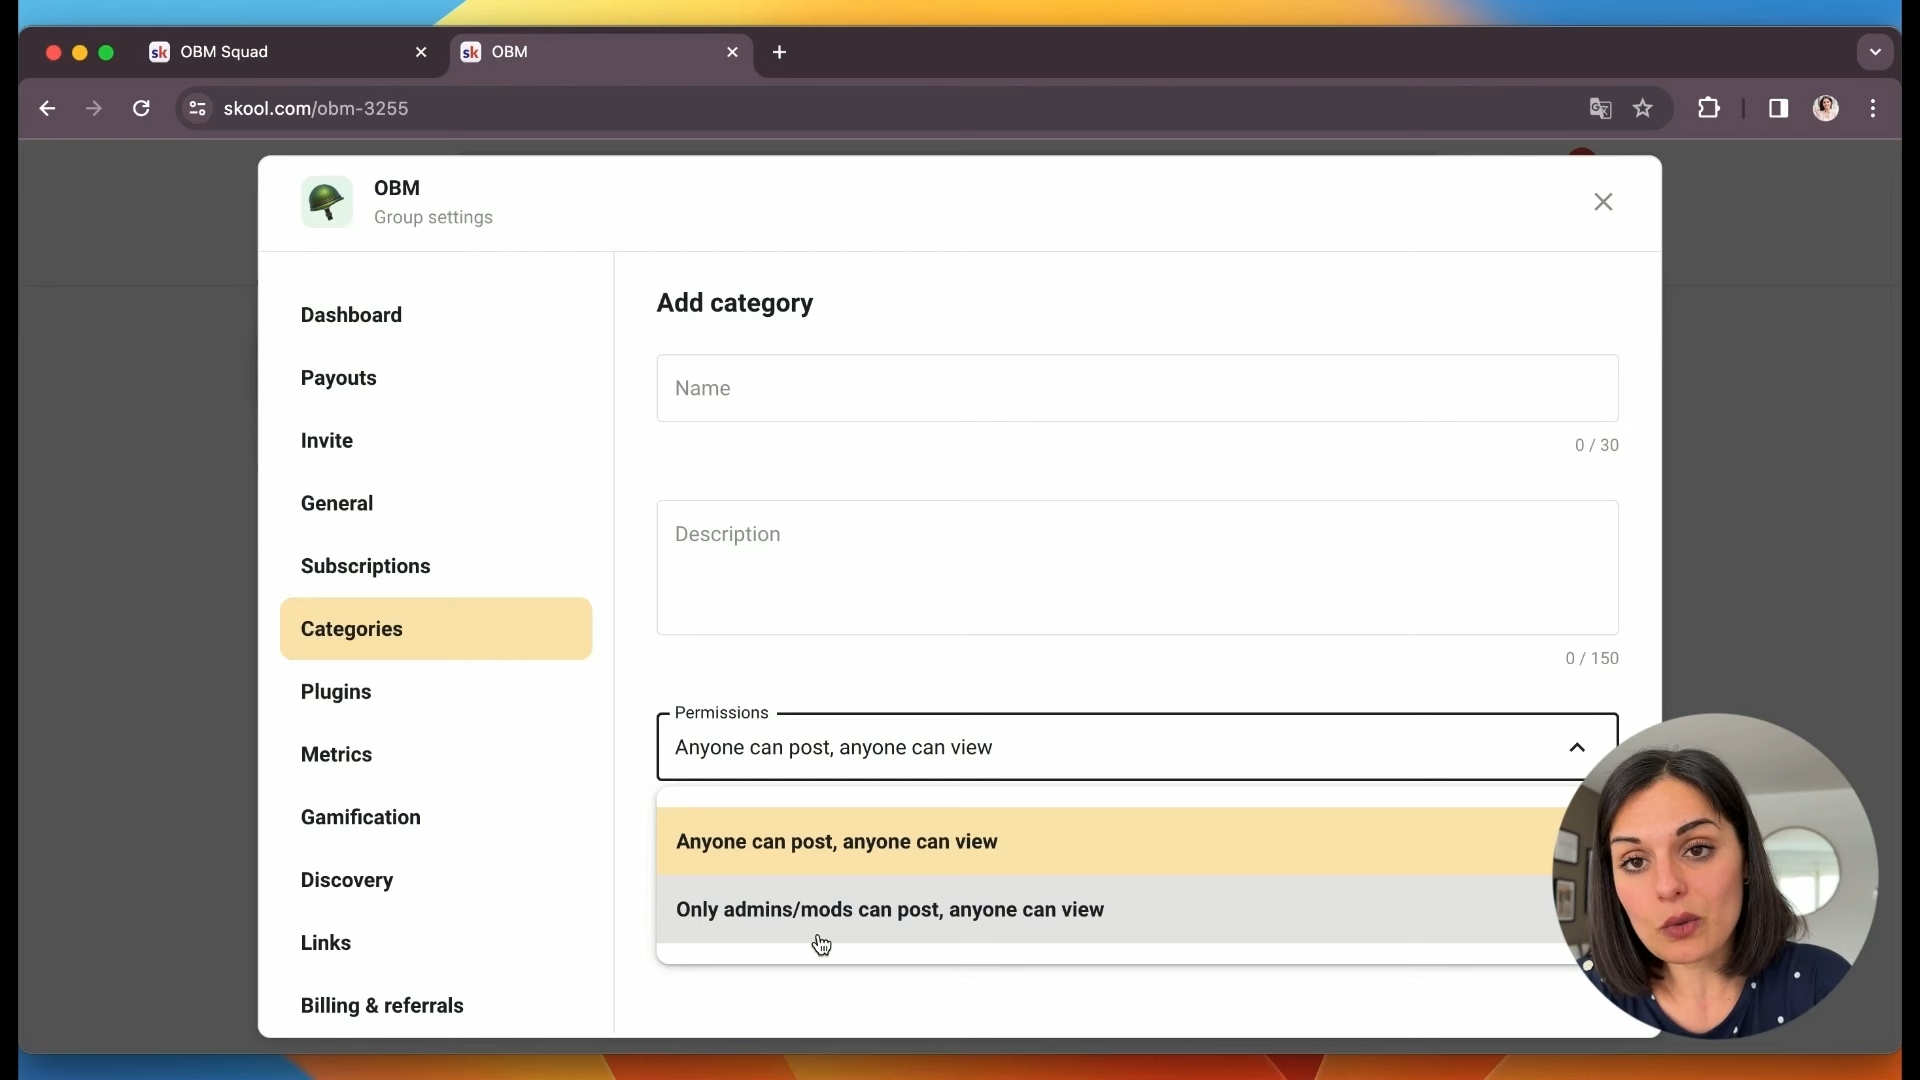 sk OBM Squad
sk OBM
skool.com/obm-3255
OBM
Group settings
Dashboard
Payouts
Invite
General
Subscriptions
Categories
Plugins
Metrics
Gamification
Discovery
Links
Billing & referrals
Add category
Name
0 / 30
Description
0 / 150
Permissions
Anyone can post, anyone can view
Anyone can post, anyone can view
Only admins/mods can post, anyone can view